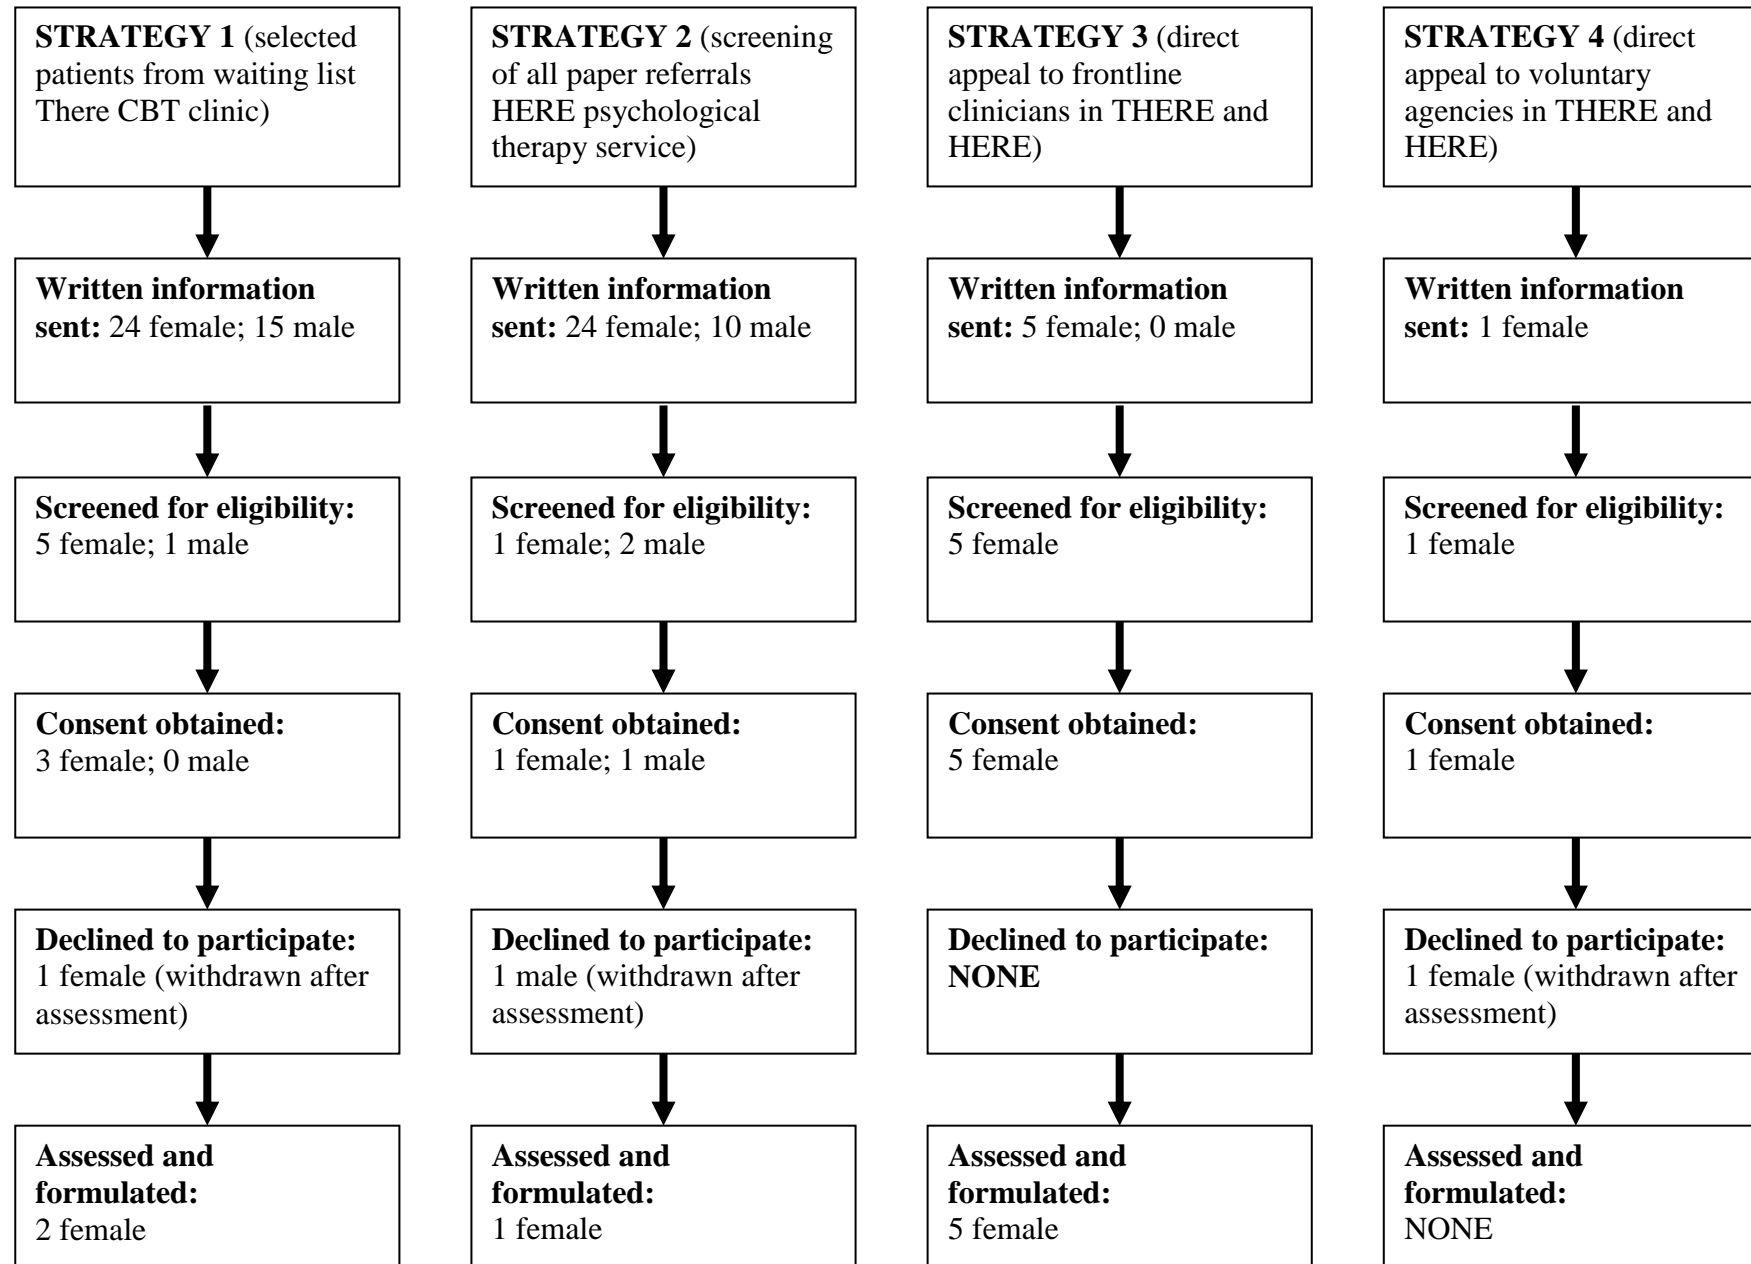 STRATEGY 1 (selected
patients from waiting list
There CBT clinic)
STRATEGY 2 (screening
of all paper referrals
HERE psychological
therapy service)
STRATEGY 3 (direct
appeal to frontline
clinicians in THERE and
HERE)
STRATEGY 4 (direct
appeal to voluntary
agencies in THERE and
HERE)
Written information
sent: 24 female; 15 male
Written information
sent: 24 female; 10 male
Written information
sent: 5 female; 0 male
Written information
sent: 1 female
Screened for eligibility:
5 female; 1 male
Screened for eligibility:
1 female; 2 male
Screened for eligibility:
5 female
Screened for eligibility:
1 female
Consent obtained:
3 female; 0 male
Consent obtained:
1 female; 1 male
Consent obtained:
5 female
Consent obtained:
1 female
Declined to participate:
1 female (withdrawn after
assessment)
Declined to participate:
1 male (withdrawn after
assessment)
Declined to participate:
NONE
Declined to participate:
1 female (withdrawn after
assessment)
Assessed and
formulated:
2 female
Assessed and
formulated:
1 female
Assessed and
formulated:
5 female
Assessed and
formulated:
NONE